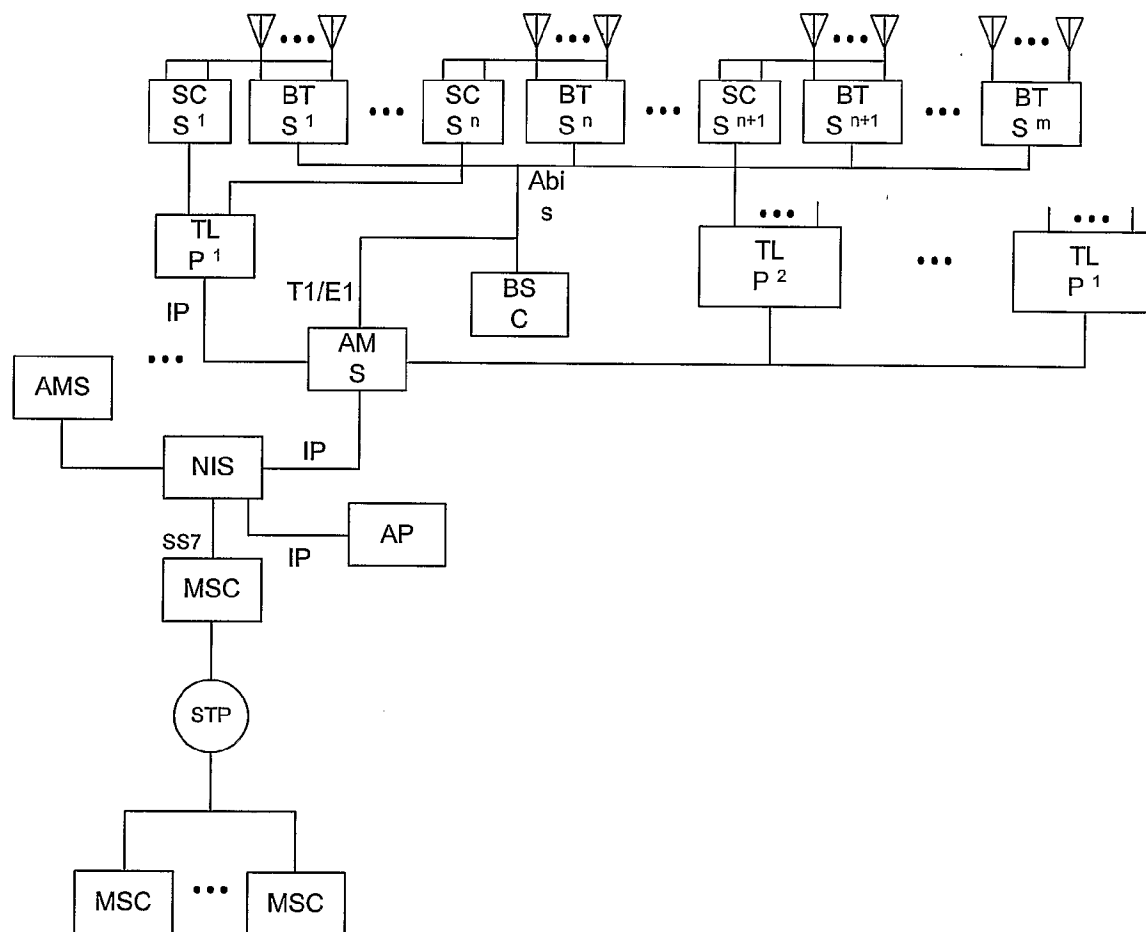 SC
S 1
BT
S 1
SC
S n
BT
S n
SC
S n+1
BT
S n+1
BT
S m
Abi
s
TL
P 1
T1/E1
BS
C
TL
P 2
TL
P 1
IP
AM
S
AMS
NIS
IP
SS7
IP
AP
MSC
STP
MSC
MSC